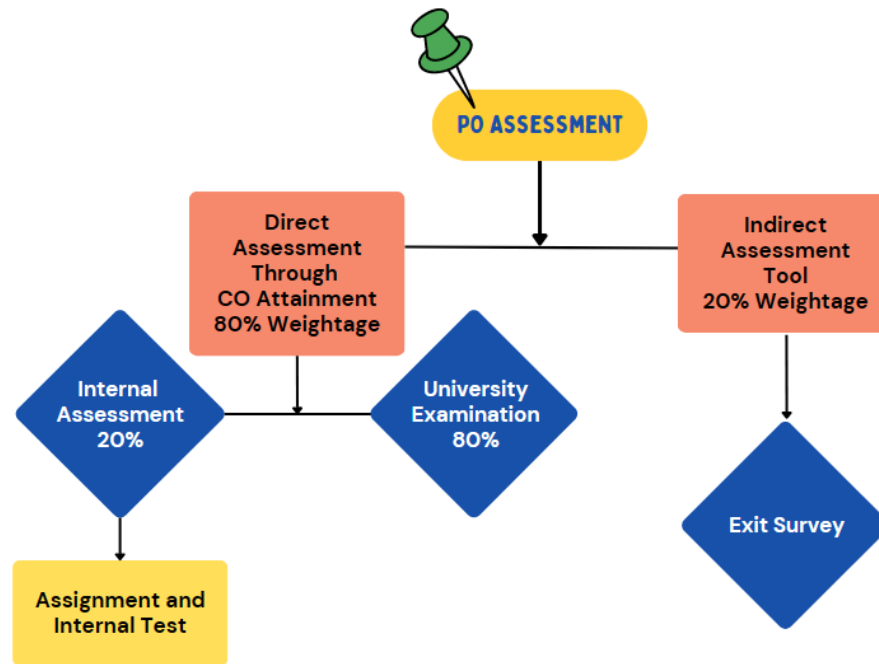 PO ASSESSMENT
Direct
Assessment
Through
CO Attainment
80% Weightage
Indirect
Assessment
Tool
20% Weightage
Internal
Assessment
20%
University
Examination
80%
Exit Survey
Assignment and
Internal Test